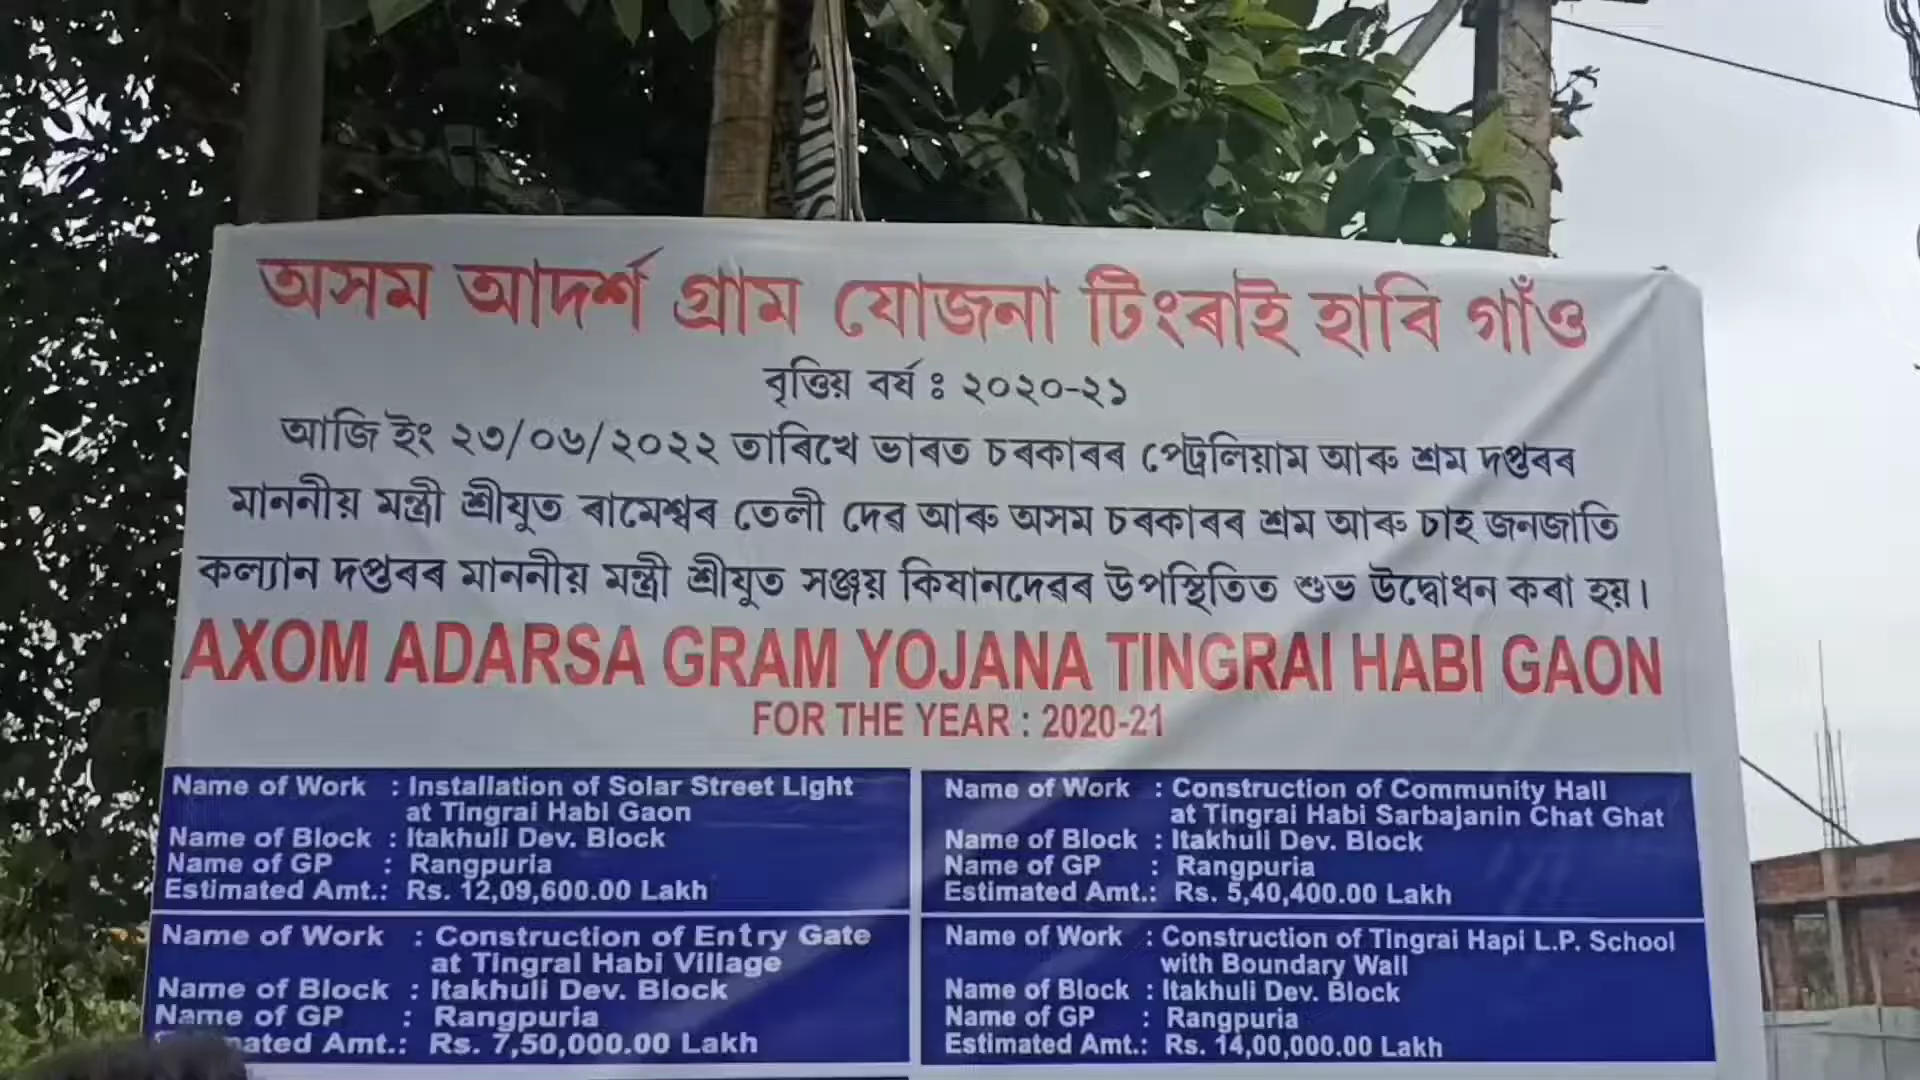 অসম আদৰ্শ গ্ৰাম যোজনা টিংৰাই হাবি গাঁও
বৃত্তিয় বৰ্ষ ঃ ২০২০-২১
আজি ইং ২৩/০৬/২০২২ তাৰিখে ভাৰত চৰকাৰৰ পেট্ৰলিয়াম আৰু শ্ৰম দপ্তৰৰ
মাননীয় মন্ত্ৰী শ্ৰীযুত ৰামেশ্বৰ তেলী দেৱ আৰু অসম চৰকাৰৰ শ্ৰম আৰু চাহ জনজাতি
কল্যান দপ্তৰৰ মাননীয় মন্ত্ৰী শ্ৰীযুত সঞ্জয় কিষানদেৱৰ উপস্থিতিত শুভ উদ্বোধন কৰা হয়।
AXOM ADARSA GRAM YOJANA TINGRAI HABI GAON
FOR THE YEAR : 2020-21
Name of Work : Installation of Solar Street Light
at Tingrai Habi Gaon
Name of Block : Itakhuli Dev. Block
Name of GP : Rangpuria
Estimated Amt.: Rs. 12,09,600.00 Lakh
Name of Work : Construction of Community Hall
at Tingrai Habi Sarbajanin Chat Ghat
Name of Block : Itakhuli Dev. Block
Name of GP : Rangpuria
Estimated Amt.: Rs. 5,40,400.00 Lakh
Name of Work : Construction of Entry Gate
at Tingrai Habi Village
Name of Block : Itakhuli Dev. Block
Name of GP : Rangpuria
Amt.: Rs. 7,50,000.00 Lakh
Name of Work : Construction of Tingrai Hapi L.P. School
with Boundary Wall
Name of Block : Itakhuli Dev. Block
Name of GP : Rangpuria
Estimated Amt.: Rs. 14,00,000.00 Lakh